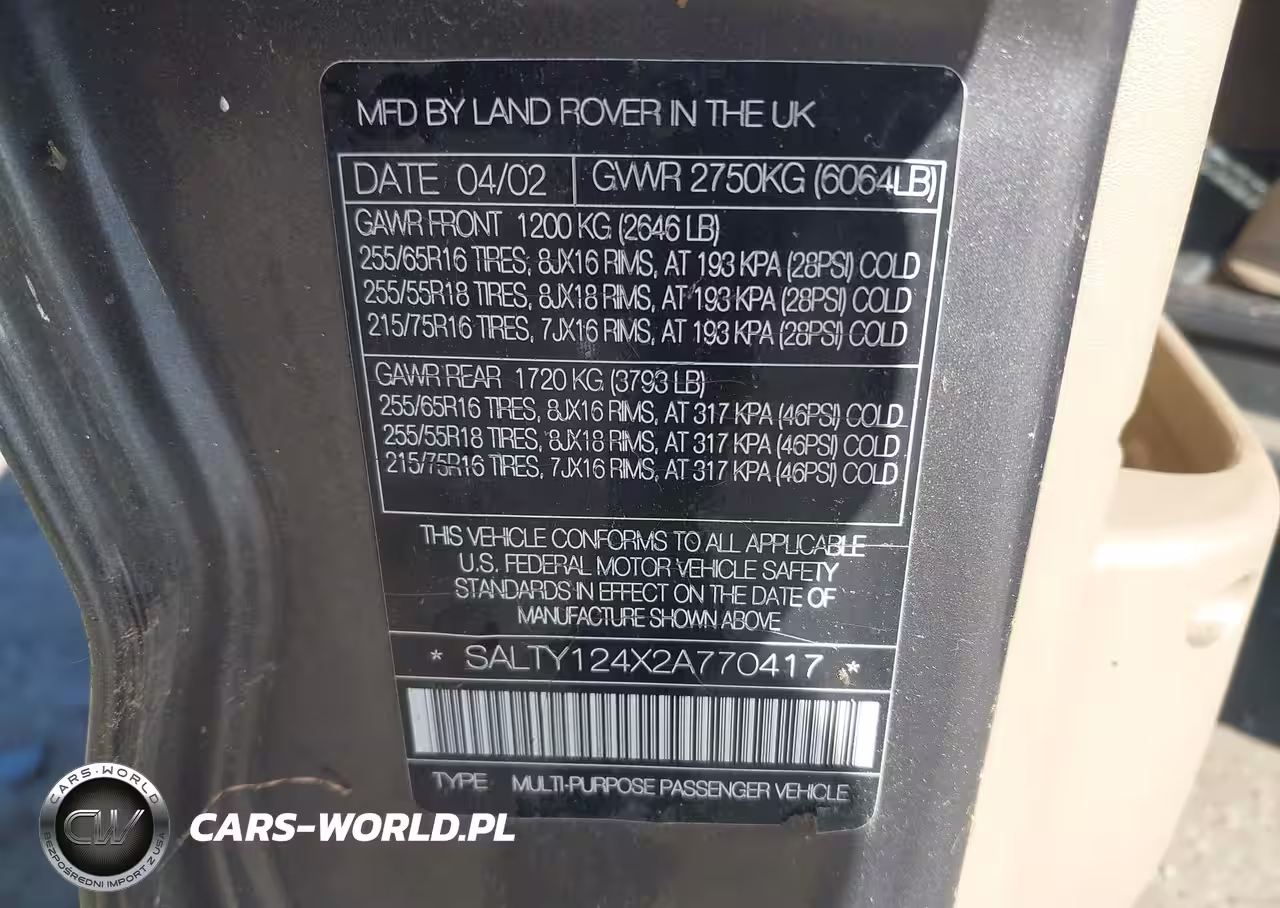 MFD BY LAND ROVER IN THE UK
DATE 04/02 GVWR 2750KG (6064LB)
GAWR FRONT 1200 KG (2646 LB)
255/65R16 TIRES, 8JX16 RIMS, AT 193 KPA (28PSI) COLD
255/55R18 TIRES, 8JX18 RIMS, AT 193 KPA (28PSI) COLD
215/75R16 TIRES, 7JX16 RIMS, AT 193 KPA (28PSI) COLD
GAWR REAR 1720 KG (3793 LB)
255/65R16 TIRES, 8JX16 RIMS, AT 317 KPA (46PSI) COLD
255/55R18 TIRES, 8JX18 RIMS, AT 317 KPA (46PSI) COLD
215/75R16 TIRES, 7JX16 RIMS, AT 317 KPA (46PSI) COLD
THIS VEHICLE CONFORMS TO ALL APPLICABLE
U.S. FEDERAL MOTOR VEHICLE SAFETY
STANDARDS IN EFFECT ON THE DATE OF
MANUFACTURE SHOWN ABOVE
* SALTY124X2A770417 *
TYPE MULTI-PURPOSE PASSENGER VEHICLE
CARS-WORLD
CW
BEZPOŚREDNI IMPORT Z USA
CARS-WORLD.PL